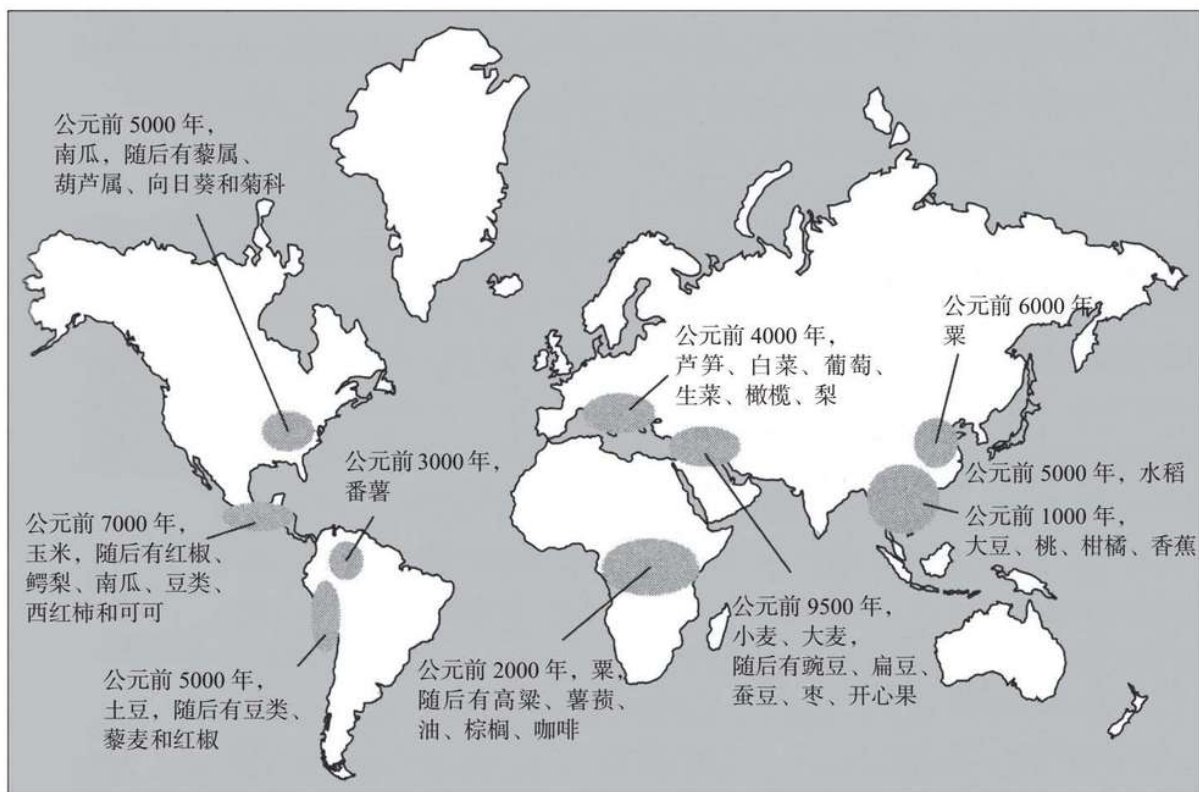 公元前 5000 年，
南瓜，随后有藜属、
葫芦属、向日葵和菊科
公元前 6000 年，
粟
公元前 4000 年，
芦笋、白菜、葡萄、
生菜、橄榄、梨
公元前 3000 年，
番薯
公元前 5000 年，水稻
公元前 1000 年，
大豆、桃、柑橘、香蕉
公元前 7000 年，
玉米，随后有红椒、
鳄梨、南瓜、豆类、
西红柿和可可
公元前 9500 年，
小麦、大麦，
随后有豌豆、扁豆、
蚕豆、枣、开心果
公元前 2000 年，粟，
随后有高粱、薯蓣、
油、棕榈、咖啡
公元前 5000 年，
土豆，随后有豆类、
藜麦和红椒